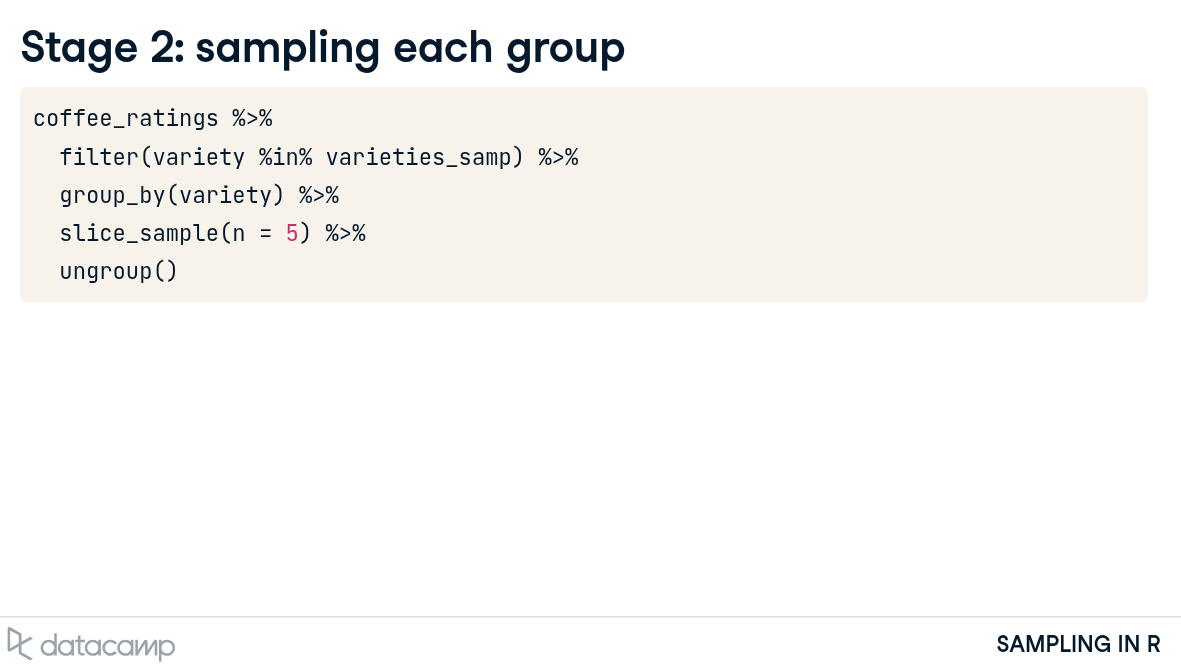 Stage 2: sampling each group
coffee_ratings %>%
  filter(variety %in% varieties_samp) %>%
  group_by(variety) %>%
  slice_sample(n = 5) %>%
  ungroup()
datacamp
SAMPLING IN R